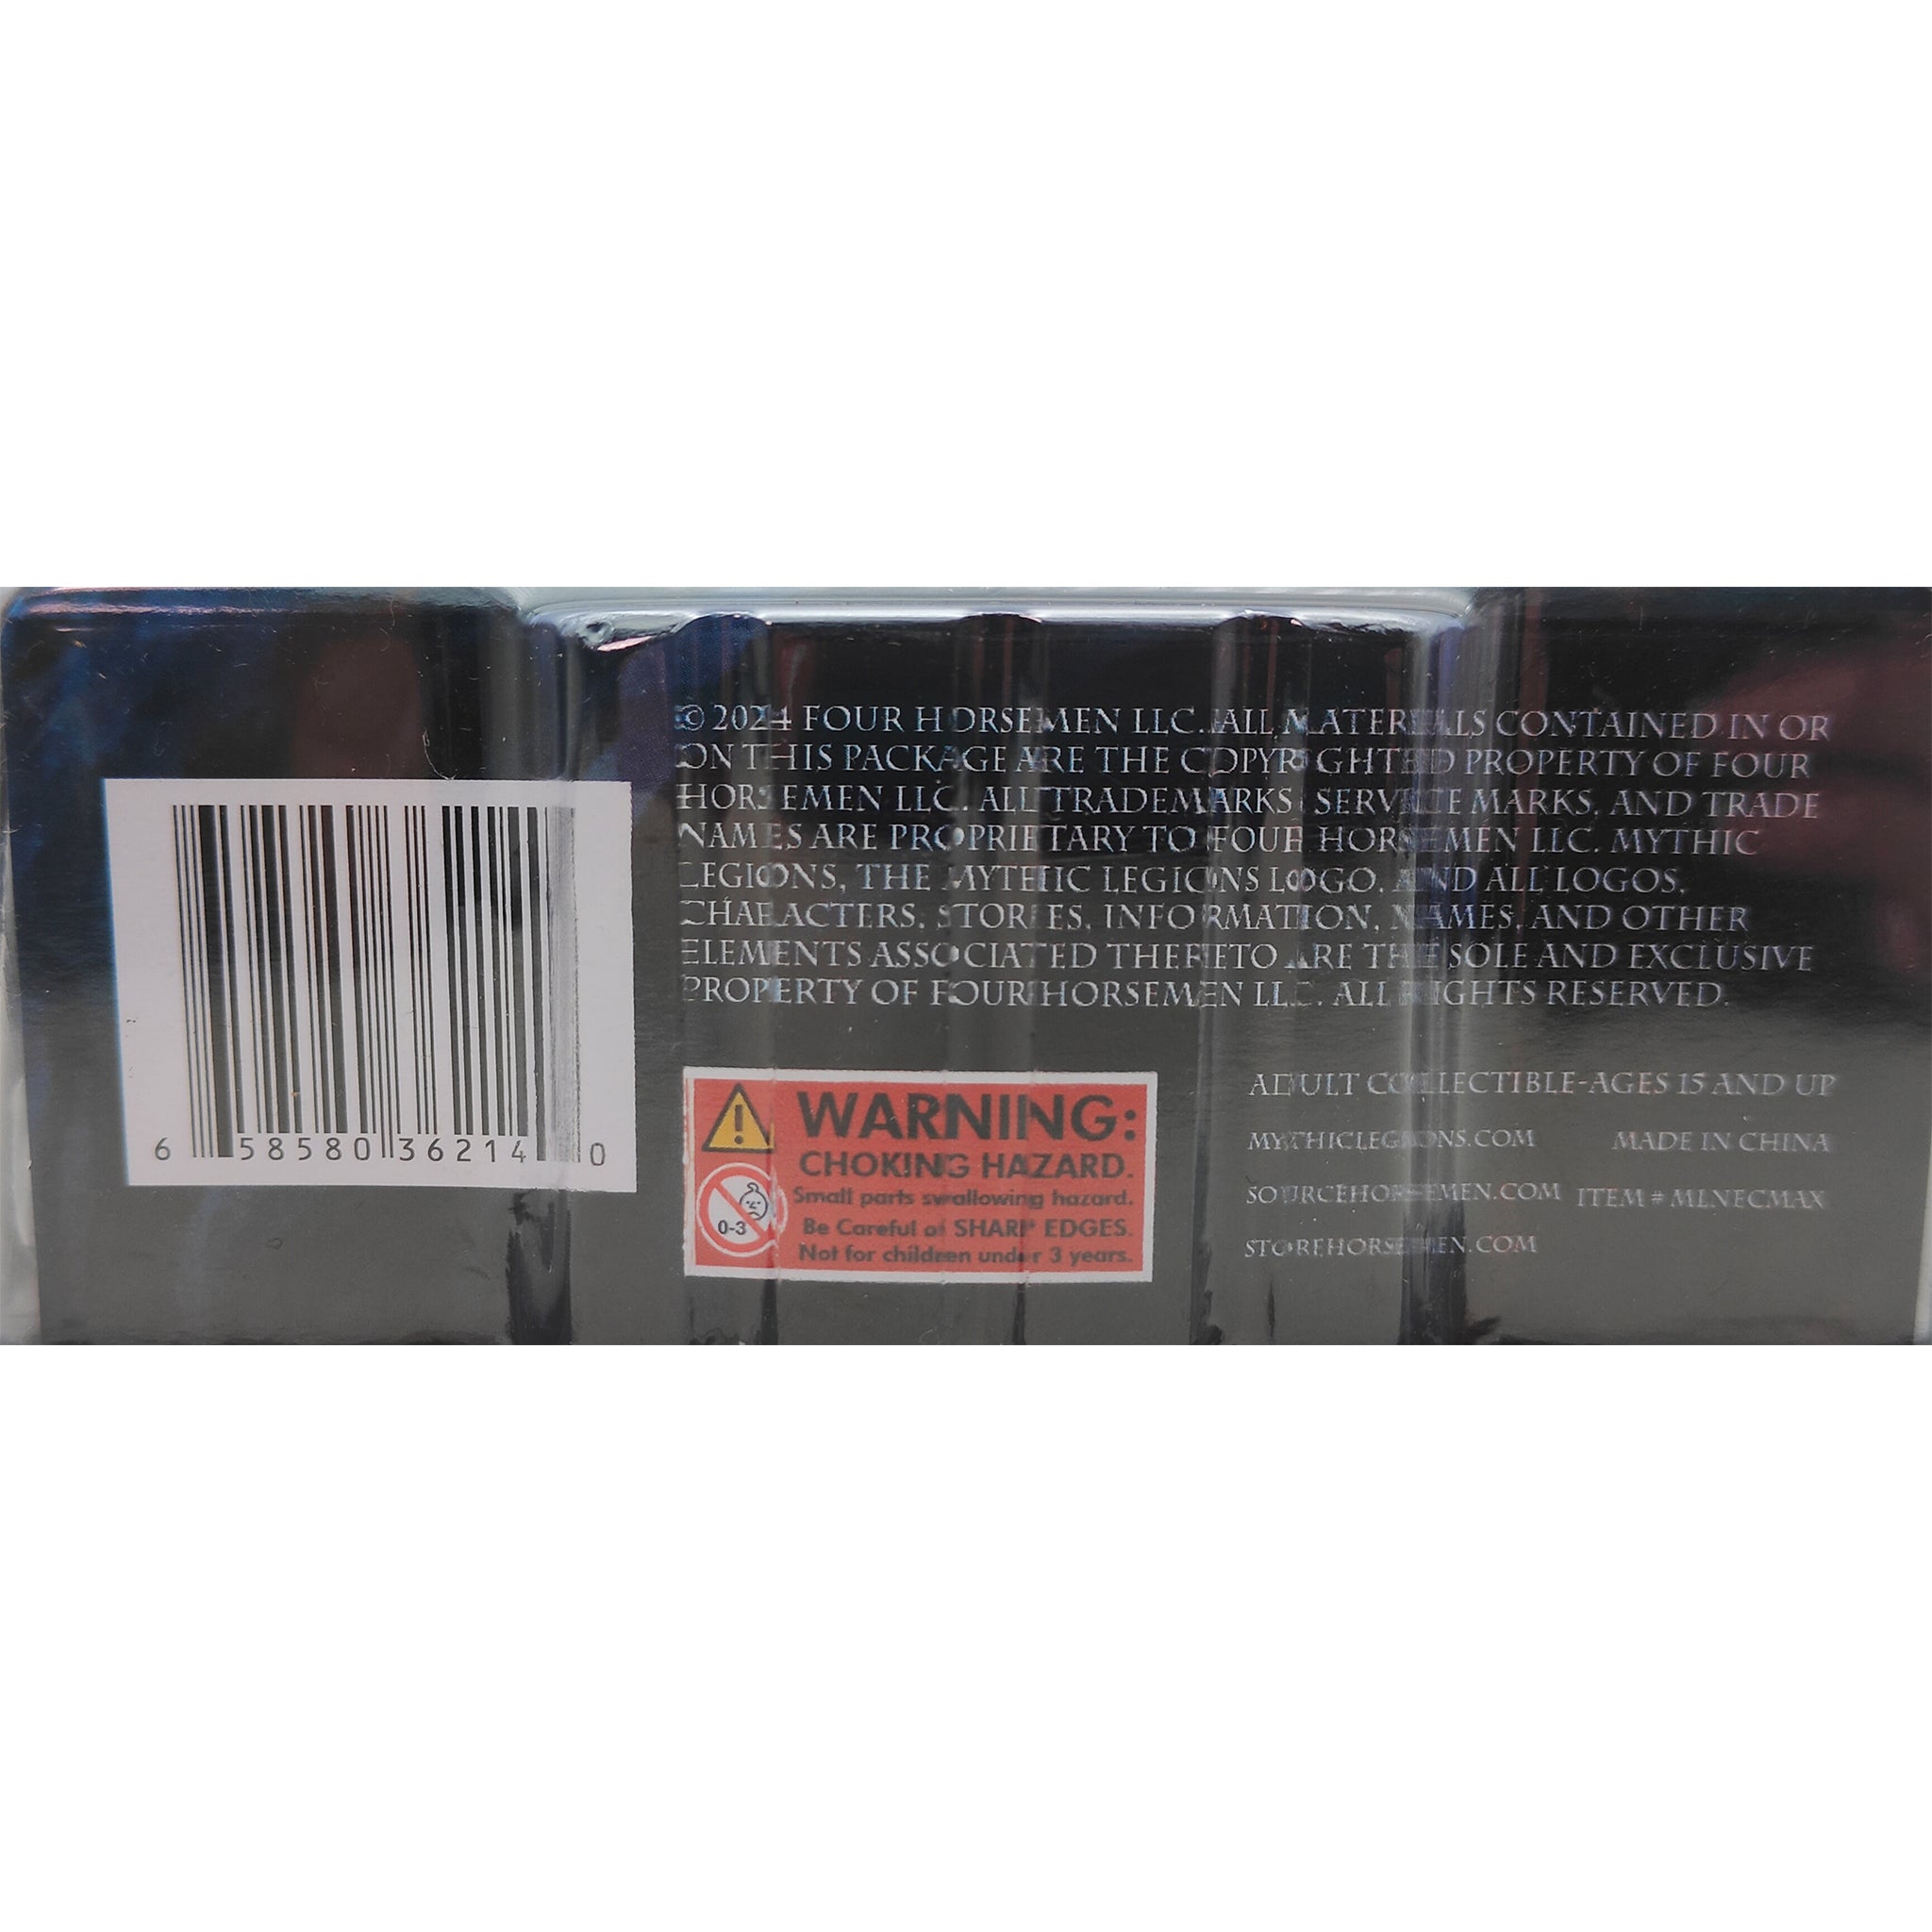 © 2024 FOUR HORSEMEN LLC. ALL MATERIALS CONTAINED IN OR
ON THIS PACKAGE ARE THE COPYRIGHTED PROPERTY OF FOUR
HORSEMEN LLC. ALL TRADEMARKS, SERVICE MARKS, AND TRADE
NAMES ARE PROPRIETARY TO FOUR HORSEMEN LLC. MYTHIC
LEGIONS, THE MYTHIC LEGIONS LOGO, AND ALL LOGOS,
CHARACTERS, STORIES, INFORMATION, NAMES, AND OTHER
ELEMENTS ASSOCIATED THERETO ARE THE SOLE AND EXCLUSIVE
PROPERTY OF FOUR HORSEMEN LLC. ALL RIGHTS RESERVED.
6 58580 36214 0
WARNING:
CHOKING HAZARD.
Small parts swallowing hazard.
Be Careful of SHARP EDGES.
Not for children under 3 years.
0-3
ADULT COLLECTIBLE-AGES 15 AND UP
MYTHICLEGIONS.COM MADE IN CHINA
SOURCEHORSEMEN.COM ITEM # MLNECMAX
STOREHORSEMEN.COM